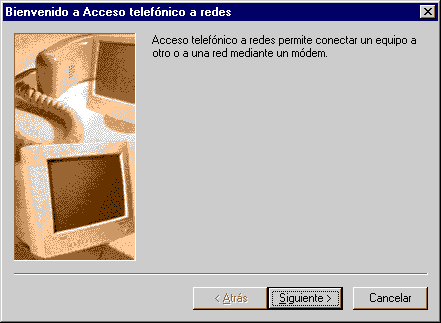 Bienvenido a Acceso telefónico a redes
Acceso telefónico a redes permite conectar un equipo a
otro o a una red mediante un módem.
< Atrás
Siguiente >
Cancelar